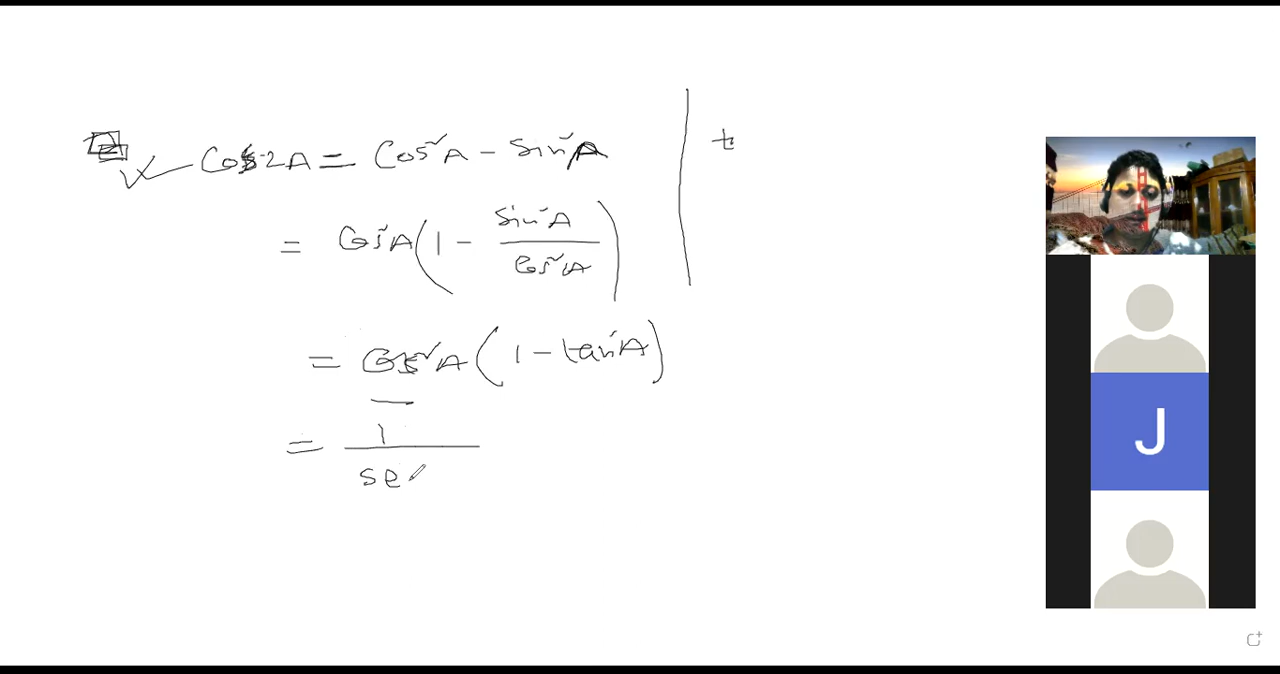 Cos2A = Cos²A - Sin²A
= Cos²A(1 - Sin²A/Cos²A)
= Cos²A(1 - tan²A)
= 1/se
t
J